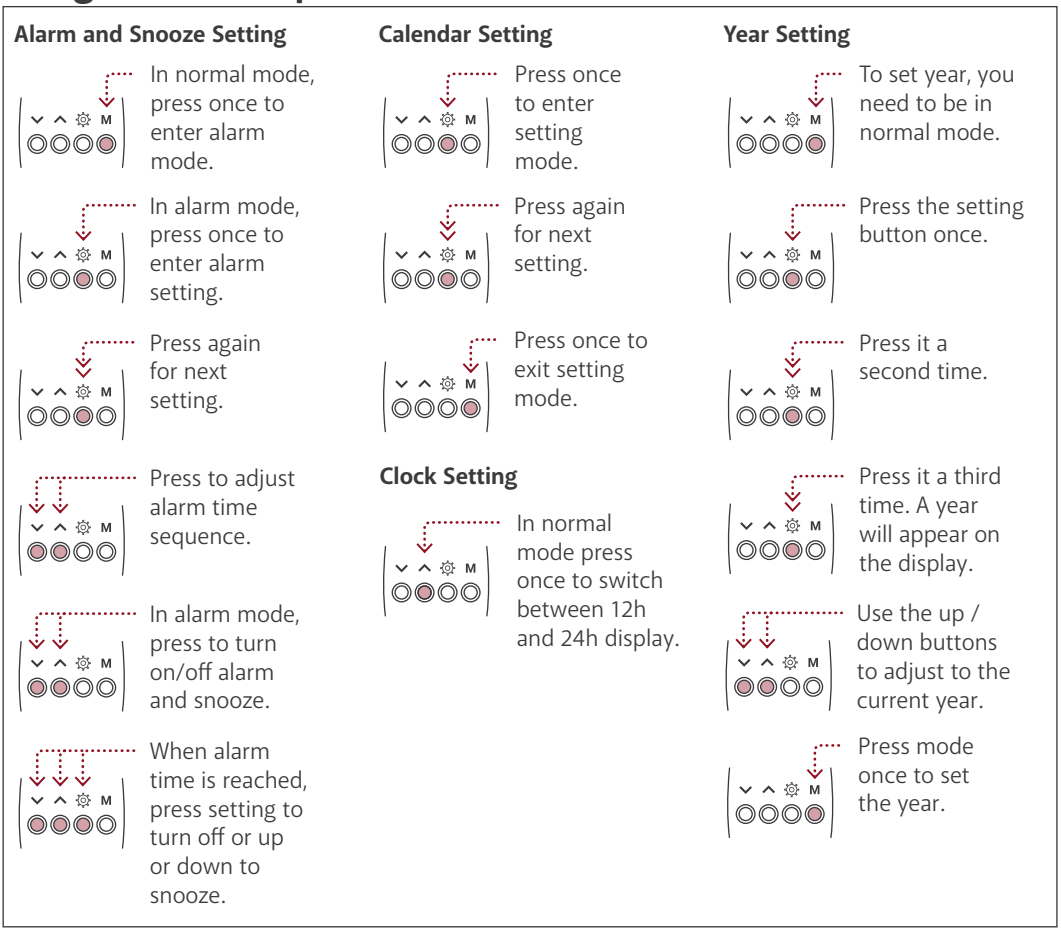 Alarm and Snooze Setting
In normal mode,
press once to
enter alarm
mode.
M
In alarm mode,
press once to
enter alarm
setting.
M
Press again
for next
setting.
M
Press to adjust
alarm time
sequence.
M
In alarm mode,
press to turn
on/off alarm
and snooze.
M
When alarm
time is reached,
press setting to
turn off or up
or down to
snooze.
M
Calendar Setting
Press once
to enter
setting
mode.
M
Press again
for next
setting.
M
Press once to
exit setting
mode.
M
Clock Setting
In normal
mode press
once to switch
between 12h
and 24h display.
M
Year Setting
To set year, you
need to be in
normal mode.
M
Press the setting
button once.
M
Press it a
second time.
M
Press it a third
time. A year
will appear on
the display.
M
Use the up /
down buttons
to adjust to the
current year.
M
Press mode
once to set
the year.
M